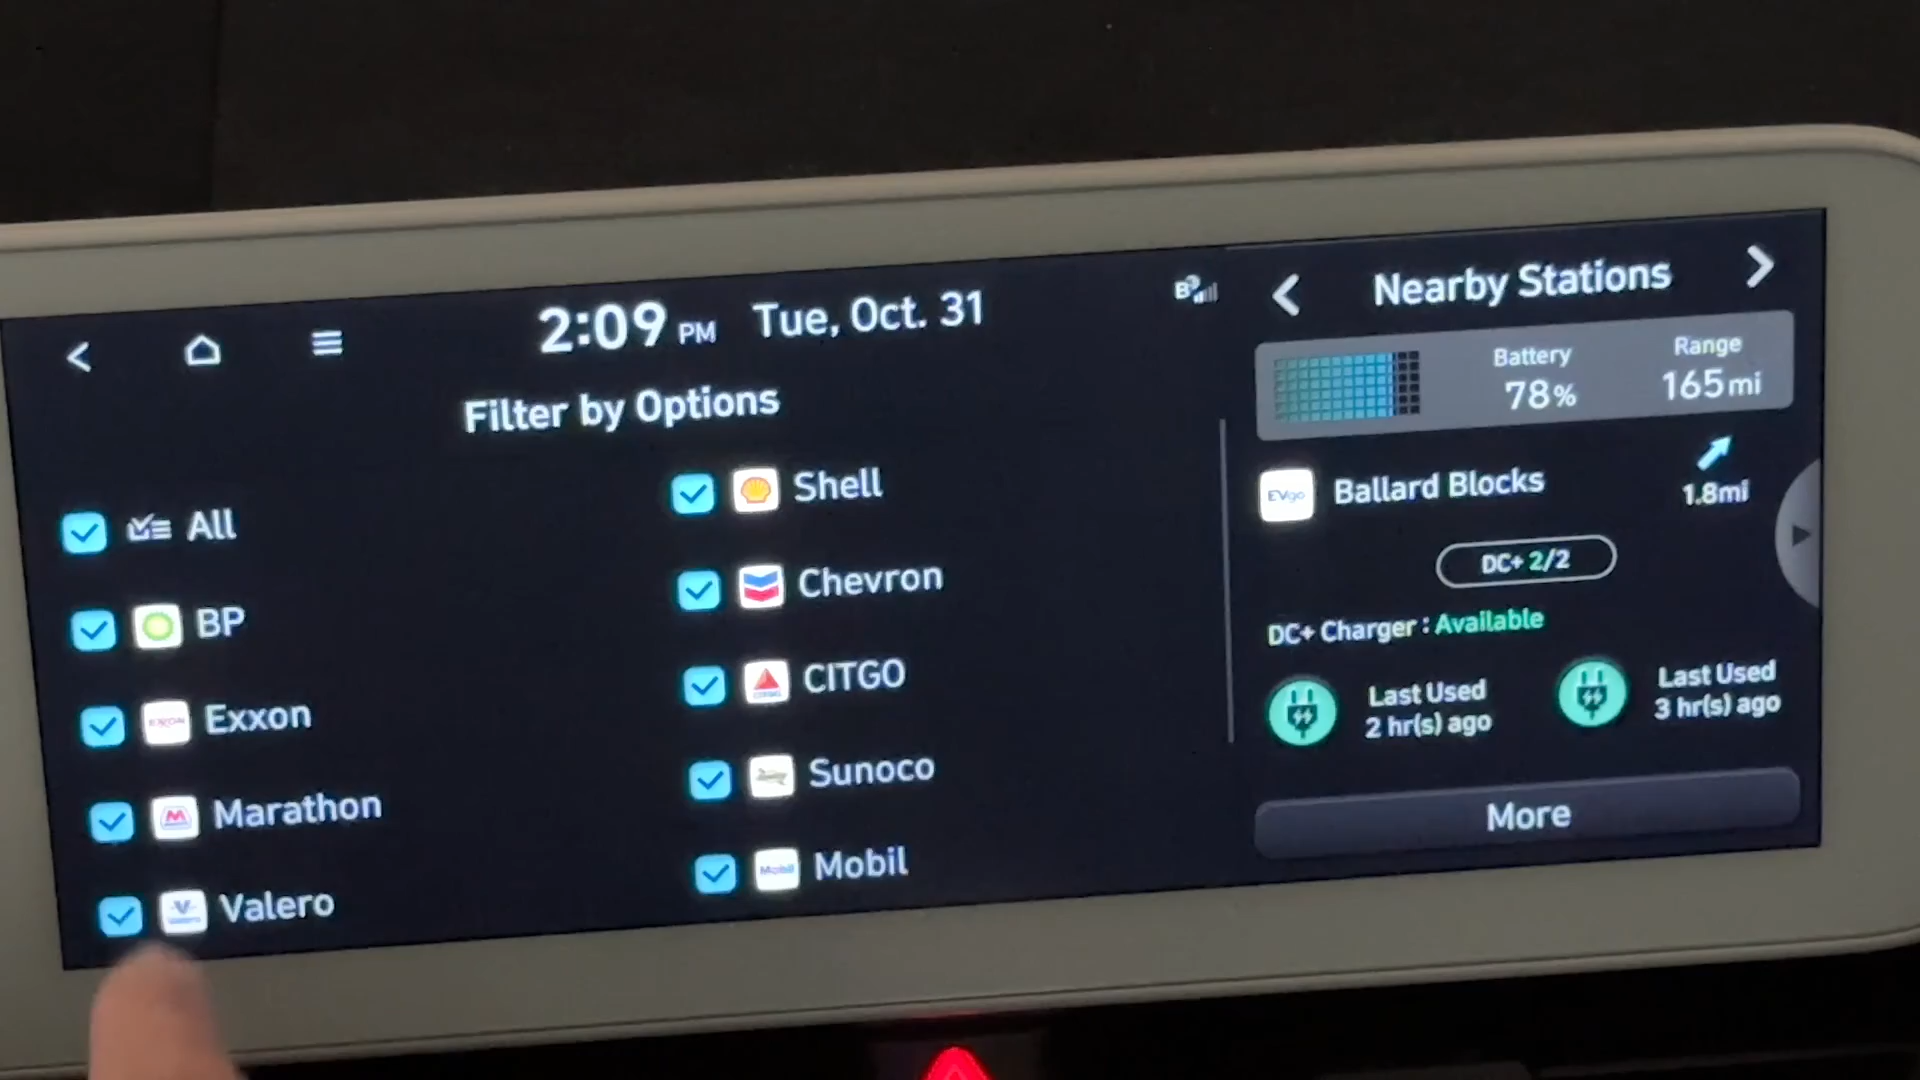 2:09 PM Tue, Oct. 31
Filter by Options
All
BP
Exxon
Marathon
Valero
Shell
Chevron
CITGO
Sunoco
Mobil
Mobil
Nearby Stations
Battery
78%
Range
165mi
EVgo
Ballard Blocks
1.8mi
DC+ 2/2
DC+ Charger : Available
Last Used
2 hr(s) ago
Last Used
3 hr(s) ago
More